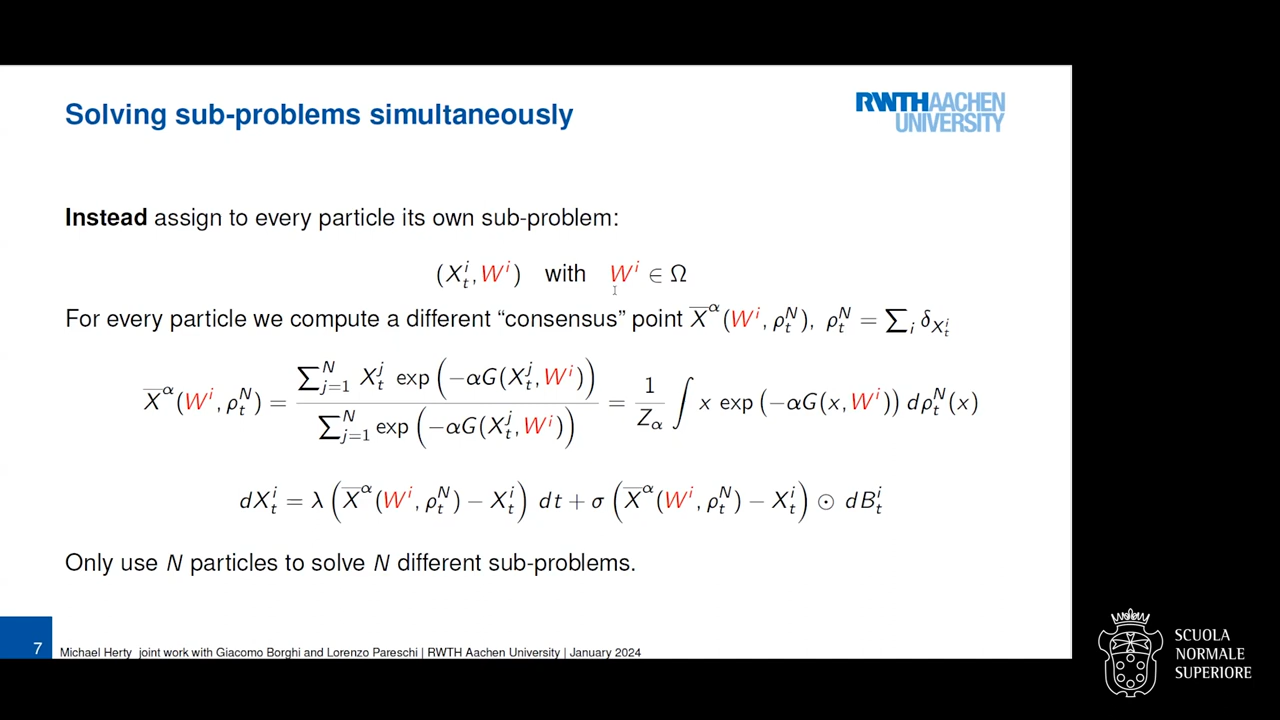 Solving sub-problems simultaneously
RWTHAACHEN
UNIVERSITY
Instead assign to every particle its own sub-problem:
(X_t^i, W^i) with W^i ∈ Ω
For every particle we compute a different “consensus” point X̅^α(W^i, ρ_t^N), ρ_t^N = ∑_i δ_{X_t^i}
X̅^α(W^i, ρ_t^N) = \frac{∑_{j=1}^N X_t^j exp(−αG(X_t^j, W^i))}{∑_{j=1}^N exp(−αG(X_t^j, W^i))} = \frac{1}{Z_α} ∫ x exp(−αG(x, W^i)) dρ_t^N(x)
dX_t^i = λ(X̅^α(W^i, ρ_t^N) − X_t^i) dt + σ(X̅^α(W^i, ρ_t^N) − X_t^i) ⊙ dB_t^i
Only use N particles to solve N different sub-problems.
7
Michael Herty joint work with Giacomo Borghi and Lorenzo Pareschi | RWTH Aachen University | January 2024
SCUOLA
NORMALE
SUPERIORE